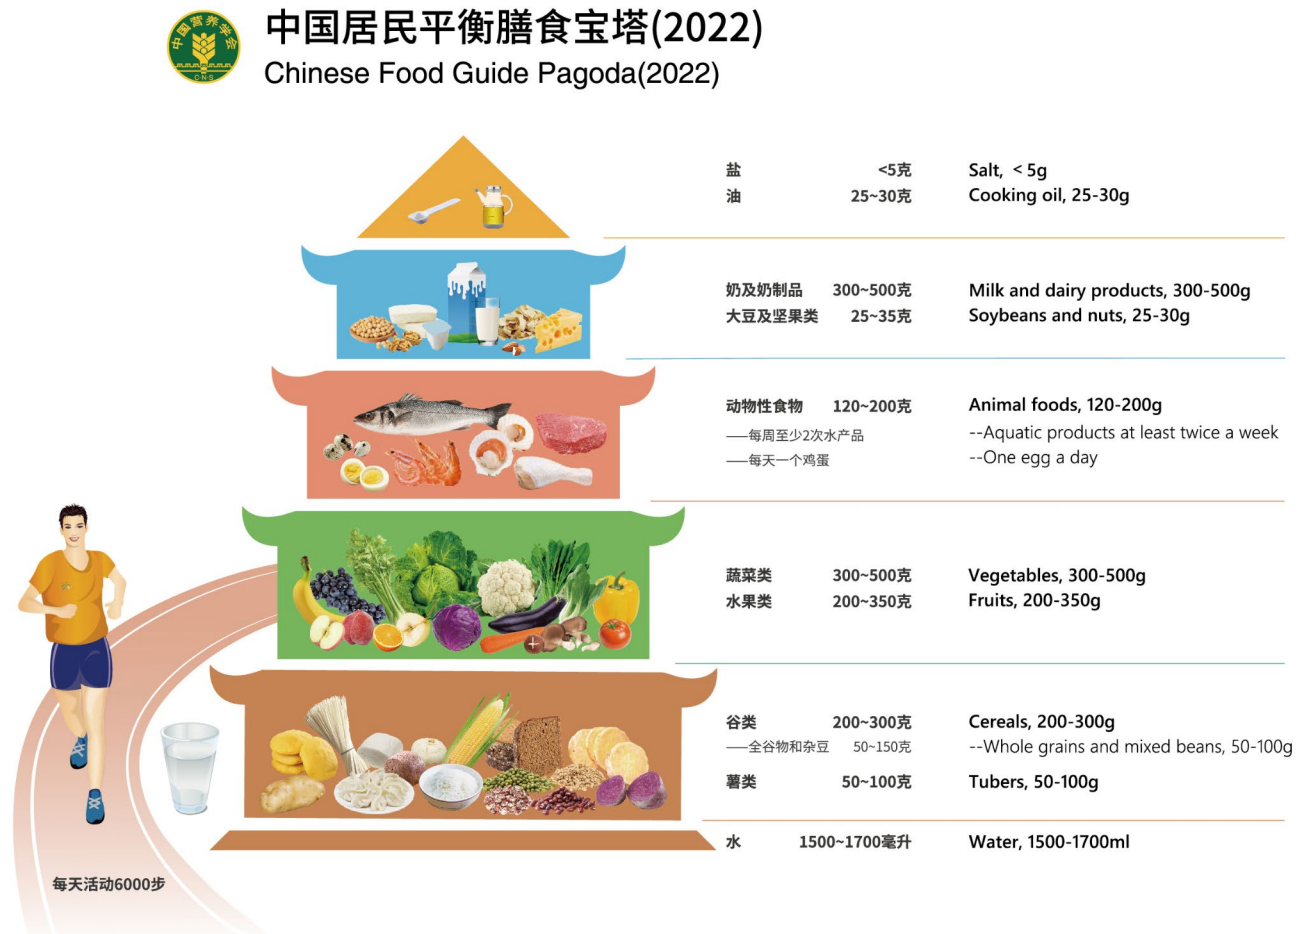 中国营养学会
C·N·S
中国居民平衡膳食宝塔(2022)
Chinese Food Guide Pagoda(2022)
盐 <5克 Salt, < 5g
油 25~30克 Cooking oil, 25-30g
奶及奶制品 300~500克 Milk and dairy products, 300-500g
大豆及坚果类 25~35克 Soybeans and nuts, 25-30g
动物性食物 120~200克 Animal foods, 120-200g
——每周至少2次水产品 --Aquatic products at least twice a week
——每天一个鸡蛋 --One egg a day
蔬菜类 300~500克 Vegetables, 300-500g
水果类 200~350克 Fruits, 200-350g
谷类 200~300克 Cereals, 200-300g
——全谷物和杂豆 50~150克 --Whole grains and mixed beans, 50-100g
薯类 50~100克 Tubers, 50-100g
水 1500~1700毫升 Water, 1500-1700ml
每天活动6000步